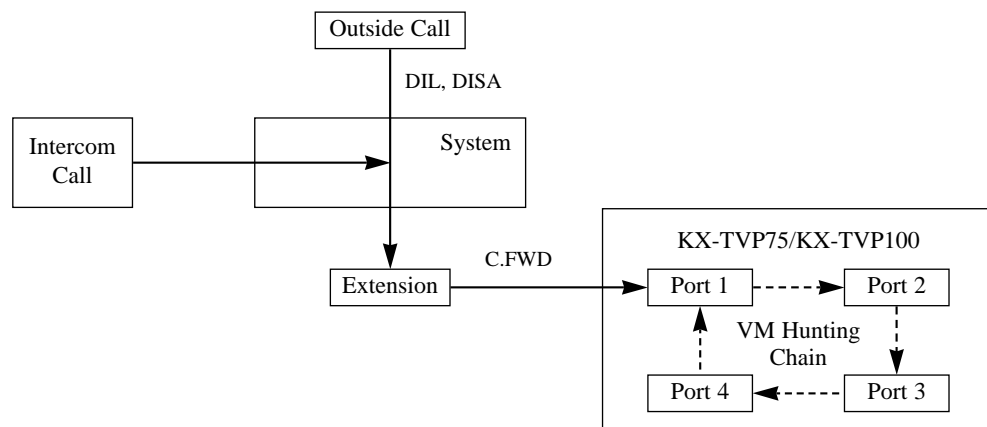 Outside Call
DIL, DISA
System
Intercom
Call
KX-TVP75/KX-TVP100
C.FWD
Extension
Port 1
Port 2
VM Hunting
Chain
Port 4
Port 3